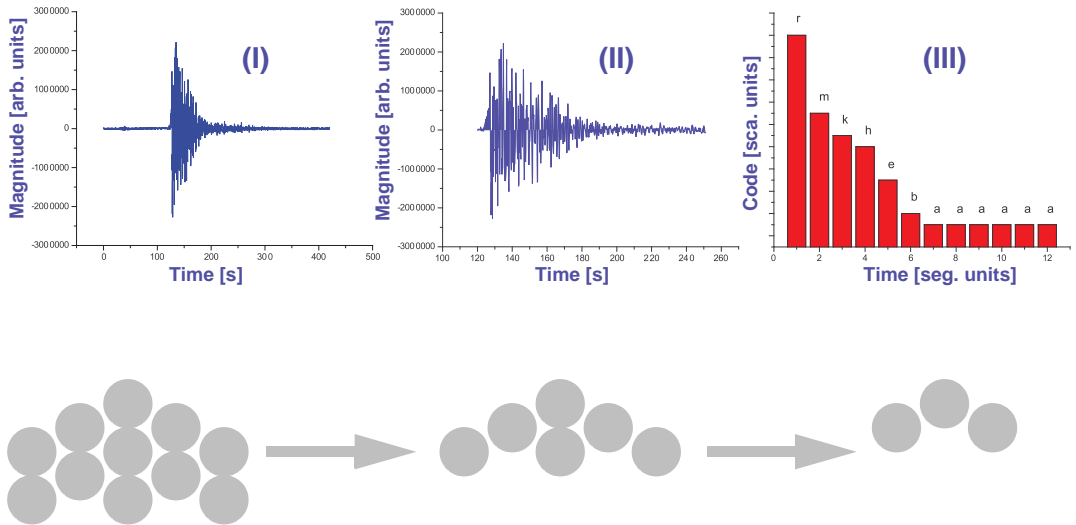 3000000
2000000
1000000
0
-1000000
-2000000
-3000000
0
100
200
300
400
500
Magnitude [arb. units]
Time [s]
(I)
3000000
2000000
1000000
0
-1000000
-2000000
-3000000
100
120
140
160
180
200
220
240
260
Magnitude [arb. units]
Time [s]
(II)
r
m
k
h
e
b
a
a
a
a
a
a
0
2
4
6
8
10
12
Code [sca. units]
Time [seg. units]
(III)